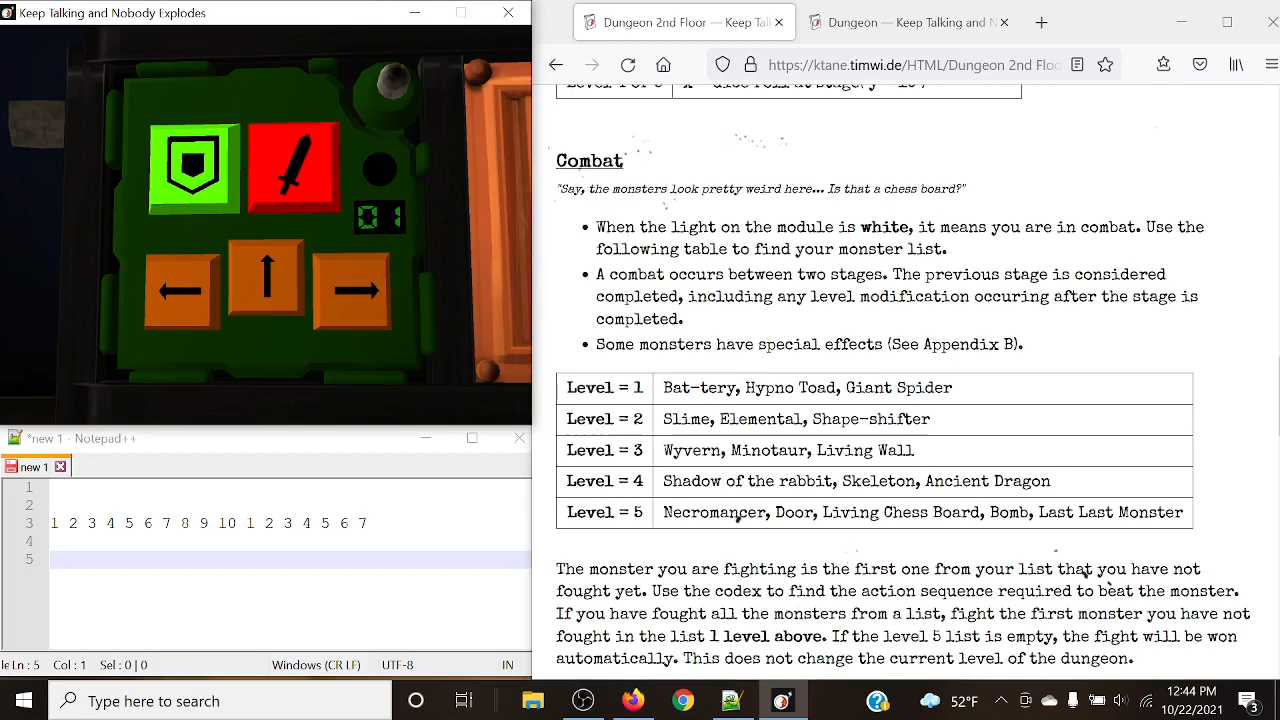 Keep Talking and Nobody Explodes
01
*new 1 - Notepad++
new 1
1
2
3 1 2 3 4 5 6 7 8 9 10 1 2 3 4 5 6 7
4
5
le Ln : 5 Col : 1 Sel : 0 | 0 Windows (CR LF) UTF-8 IN
Dungeon 2nd Floor — Keep Tal
Dungeon — Keep Talking and N
https://ktane.timwi.de/HTML/Dungeon 2nd Floo
Combat
"Say, the monsters look pretty weird here... Is that a chess board?"
• When the light on the module is white, it means you are in combat. Use the
following table to find your monster list.
• A combat occurs between two stages. The previous stage is considered
completed, including any level modification occuring after the stage is
completed.
• Some monsters have special effects (See Appendix B).
Level = 1 Bat-tery, Hypno Toad, Giant Spider
Level = 2 Slime, Elemental, Shape-shifter
Level = 3 Wyvern, Minotaur, Living Wall
Level = 4 Shadow of the rabbit, Skeleton, Ancient Dragon
Level = 5 Necromancer, Door, Living Chess Board, Bomb, Last Last Monster
The monster you are fighting is the first one from your list that you have not
fought yet. Use the codex to find the action sequence required to beat the monster.
If you have fought all the monsters from a list, fight the first monster you have not
fought in the list 1 level above. If the level 5 list is empty, the fight will be won
automatically. This does not change the current level of the dungeon.
Type here to search
52°F
12:44 PM
10/22/2021
3